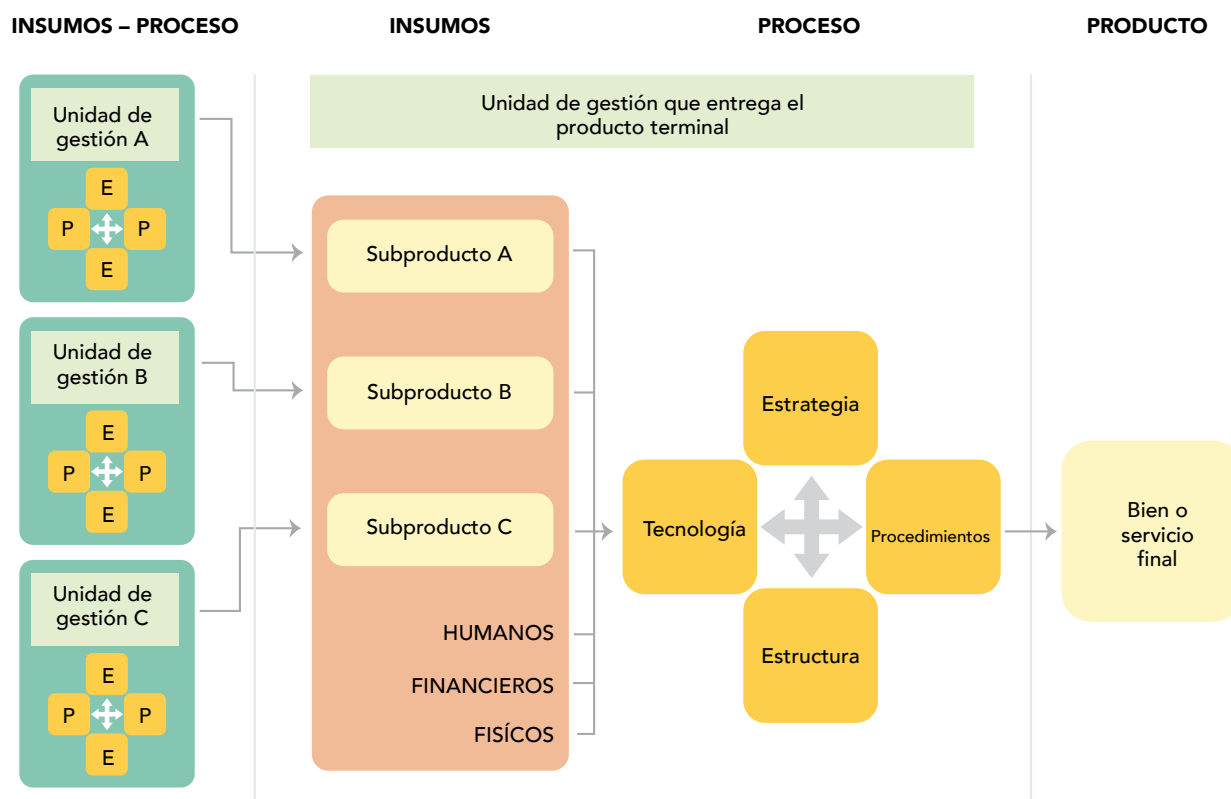 INSUMOS – PROCESO
INSUMOS
PROCESO
PRODUCTO
Unidad de
gestión A
E
P
P
E
Unidad de
gestión B
E
P
P
E
Unidad de
gestión C
E
P
P
E
Unidad de gestión que entrega el
producto terminal
Subproducto A
Subproducto B
Subproducto C
HUMANOS
FINANCIEROS
FISÍCOS
Estrategia
Tecnología
Procedimientos
Estructura
Bien o
servicio
final